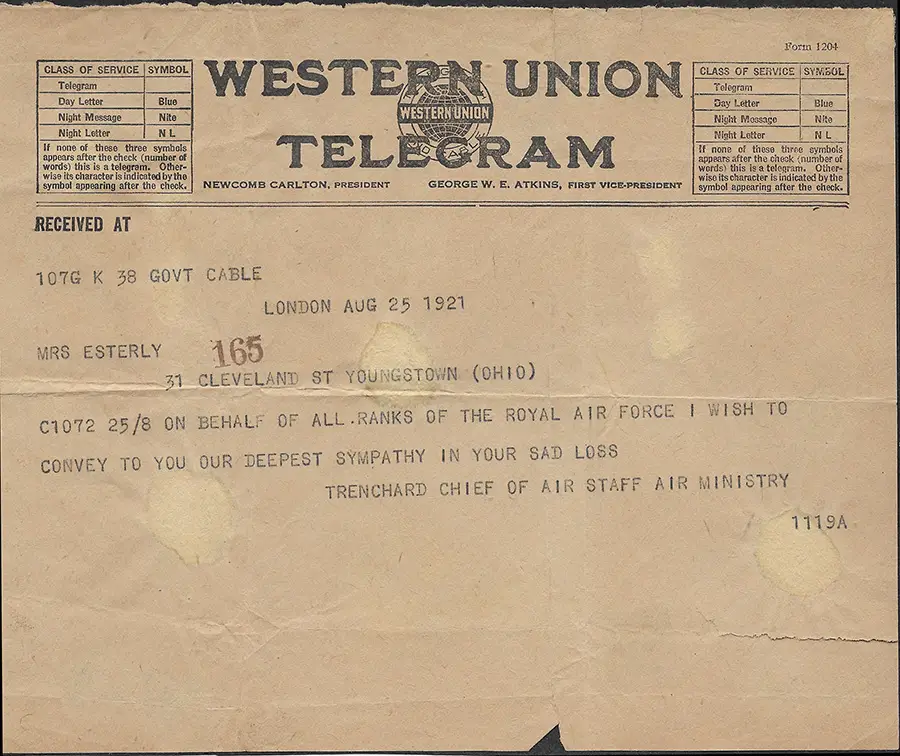 Form 1204
CLASS OF SERVICE SYMBOL
Telegram
Day Letter Blue
Night Message Nite
Night Letter N L
If none of these three symbols
appears after the check (number of
words) this is a telegram. Other-
wise its character is indicated by the
symbol appearing after the check.
WESTERN UNION
WESTERN UNION
TELEGRAM
NEWCOMB CARLTON, PRESIDENT GEORGE W. E. ATKINS, FIRST VICE-PRESIDENT
CLASS OF SERVICE SYMBOL
Telegram
Day Letter Blue
Night Message Nite
Night Letter N L
If none of these three symbols
appears after the check (number of
words) this is a telegram. Other-
wise its character is indicated by the
symbol appearing after the check.
RECEIVED AT
107G K 38 GOVT CABLE
LONDON AUG 25 1921
MRS ESTERLY 165
31 CLEVELAND ST YOUNGSTOWN (OHIO)
C1072 25/8 ON BEHALF OF ALL.RANKS OF THE ROYAL AIR FORCE I WISH TO
CONVEY TO YOU OUR DEEPEST SYMPATHY IN YOUR SAD LOSS
TRENCHARD CHIEF OF AIR STAFF AIR MINISTRY
1119A